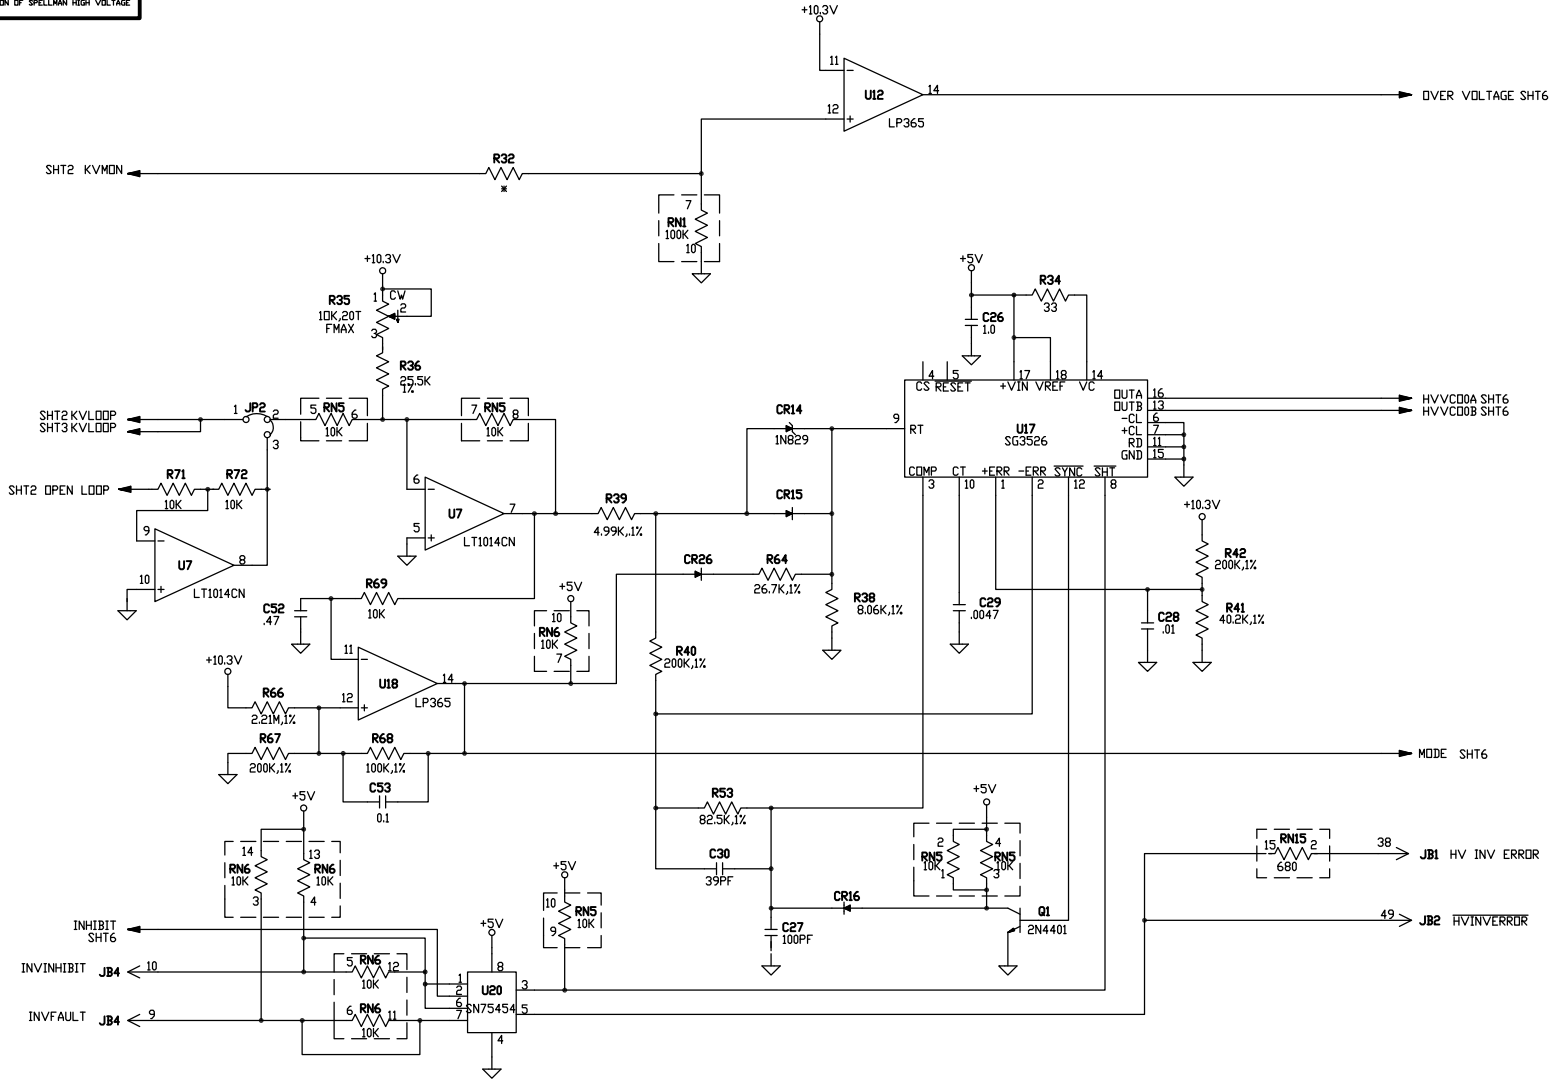 ON OF SPELLMAN HIGH VOLTAGE
+10.3V
11
U12
14
OVER VOLTAGE SHT6
12
LP365
SHT2 KVMON
R32
*
7
RN1
100K
10
+10.3V
R35
10K,20T
FMAX
1
CW
2
3
R36
25.5K
1%
+5V
R34
33
C26
1.0
4
5
17
18
14
CS
RESET
+VIN
VREF
VC
SHT2 KVLOOP
SHT3 KVLOOP
1
JP2
2
3
5
RN5
6
10K
7
RN5
8
10K
CR14
1N829
9
RT
U17
SG3526
OUTA
16
HVVCOOA SHT6
OUTB
13
HVVCOOB SHT6
-CL
6
+CL
7
RD
11
GND
15
COMP
CT
+ERR
-ERR
SYNC
SHT
3
10
1
2
12
8
SHT2 OPEN LOOP
R71
10K
R72
10K
6
U7
7
5
LT1014CN
R39
4.99K,.1%
CR15
+10.3V
R42
200K,1%
9
U7
8
10
LT1014CN
R69
10K
C52
.47
+5V
10
RN6
10K
7
CR26
R64
26.7K,1%
R38
8.06K,1%
C29
.0047
C28
.01
R41
40.2K,1%
R40
200K,1%
+10.3V
11
U18
14
12
LP365
R66
2.21M,1%
R67
200K,1%
R68
100K,1%
C53
0.1
MODE SHT6
R53
82.5K,1%
C30
39PF
+5V
2
RN5
10K
1
4
RN5
10K
3
RN15
15
2
680
38
JB1 HV INV ERROR
+5V
14
RN6
10K
3
13
RN6
10K
4
+5V
10
RN5
10K
9
CR16
C27
100PF
Q1
2N4401
49
JB2 HVINVERROR
INHIBIT
SHT6
+5V
INVINHIBIT JB4
10
5
RN6
12
10K
INVFAULT JB4
9
6
RN6
11
10K
8
1
U20
3
2
6
SN75454
5
7
4